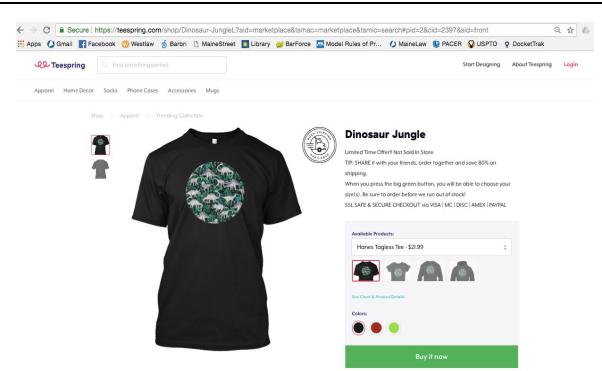 Secure | https://teespring.com/shop/Dinosaur-JungleL?aid=marketplace&tsmac=marketplace&tsmic=search#pid=2&cid=2397&sid=front
Apps Gmail Facebook Westlaw Barbri MaineStreet Library BarForce Model Rules of Pr... MaineLaw PACER USPTO DocketTrak
Teespring Find something perfect Start Designing About Teespring Login
Apparel Home Decor Socks Phone Cases Accessories Mugs
Shop Apparel Trending Collection
Dinosaur Jungle
Limited Time Offer!! Not Sold In Store.
TIP: SHARE it with your friends, order together and save 80% on
shipping.
When you press the big green button, you will be able to choose your
size(s). Be sure to order before we run out of stock!
SSL SAFE & SECURE CHECKOUT via VISA | MC | DISC | AMEX | PAYPAL
Available Products:
Hanes Tagless Tee - $21.99
Size Chart & Product Details
Colors:
Buy it now